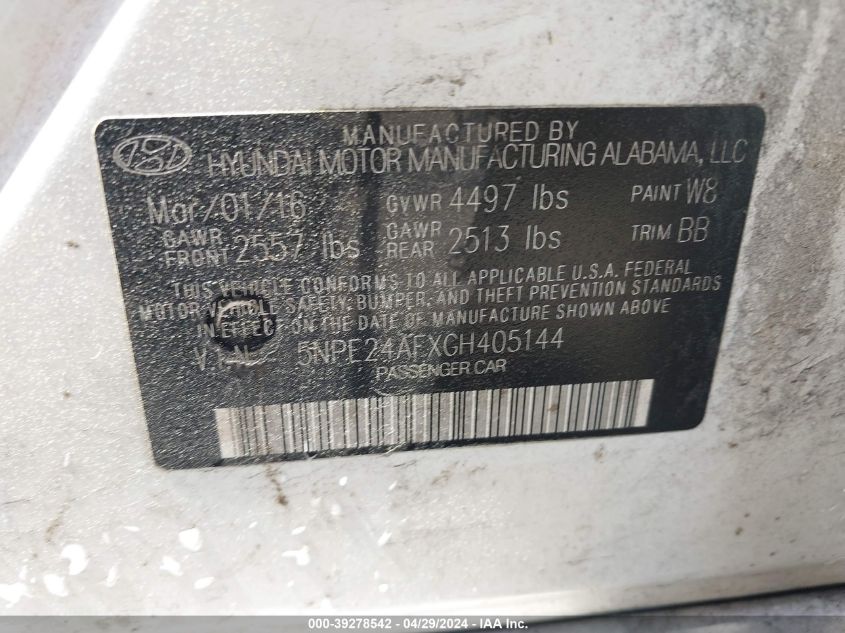 MANUFACTURED BY
HYUNDAI MOTOR MANUFACTURING ALABAMA, LLC
Mar/01/16 GVWR 4497 lbs PAINT W8
GAWR FRONT 2557 lbs GAWR REAR 2513 lbs TRIM BB
THIS VEHICLE CONFORMS TO ALL APPLICABLE U.S.A. FEDERAL
MOTOR VEHICLE SAFETY, BUMPER, AND THEFT PREVENTION STANDARDS
IN EFFECT ON THE DATE OF MANUFACTURE SHOWN ABOVE
V.I.N. 5NPE24AFXGH405144
PASSENGER CAR
000-39278542 04/29/2024 - www.iaai.com